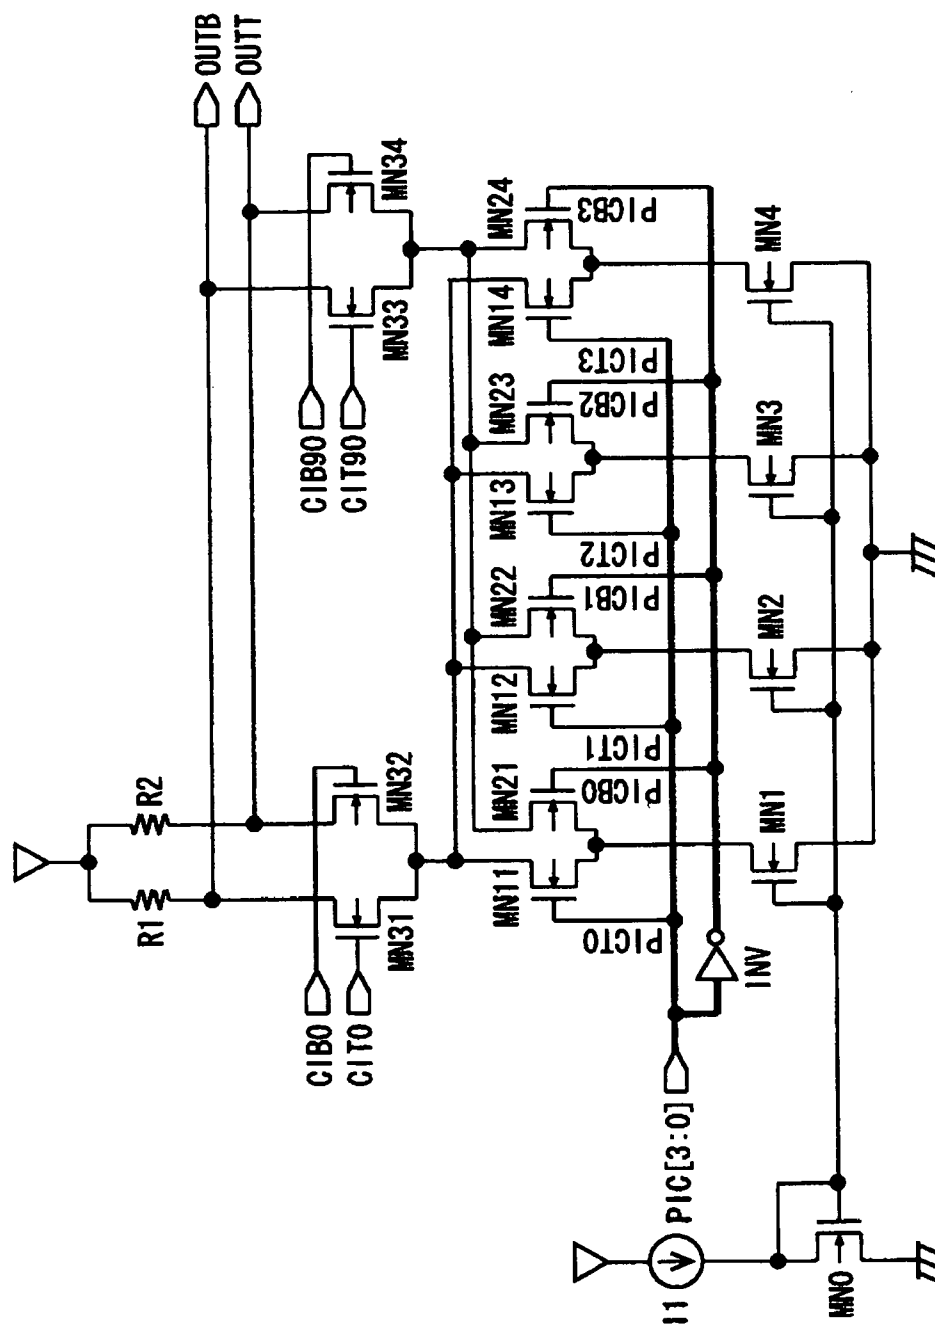 OUTB
OUTT
R1
R2
CIB0
CIT0
MN31
MN32
CIB90
CIT90
MN33
MN34
MN11
MN21
MN12
MN22
MN13
MN23
MN14
MN24
PICT0
PICB0
PICT1
PICB1
PICT2
PICB2
PICT3
PICB3
PIC[3:0]
INV
I1
MN0
MN1
MN2
MN3
MN4